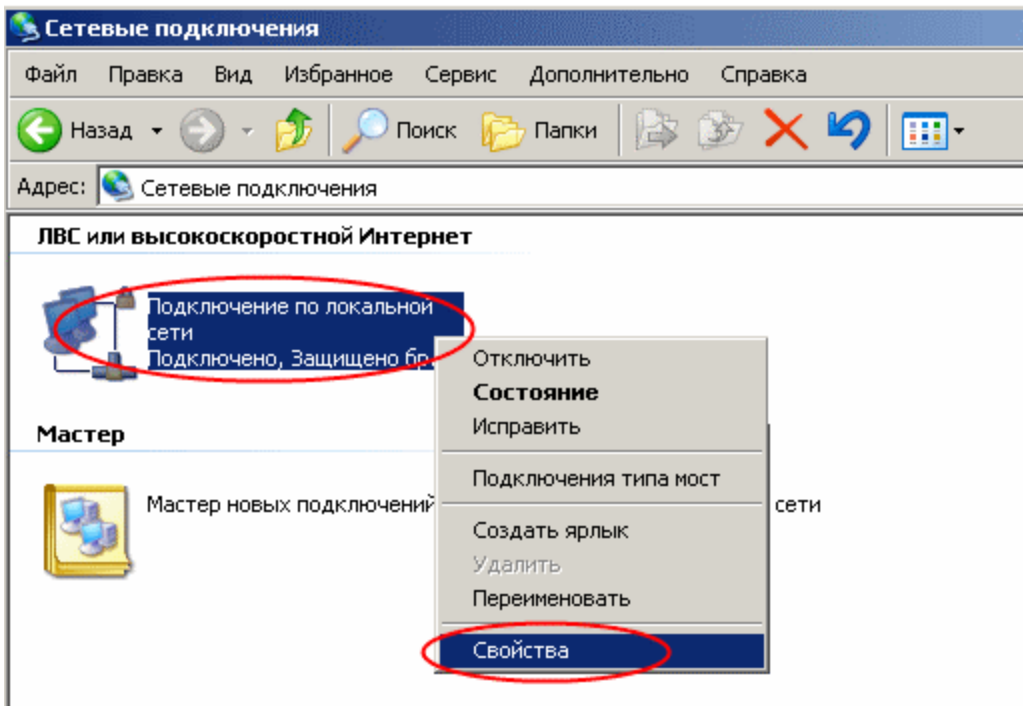 Сетевые подключения
Файл Правка Вид Избранное Сервис Дополнительно Справка
Назад Поиск Папки
Адрес: Сетевые подключения
ЛВС или высокоскоростной Интернет
Подключение по локальной
сети
Подключено, Защищено бр
Отключить
Состояние
Исправить
Подключения типа мост
Создать ярлык
Удалить
Переименовать
Свойства
Мастер
Мастер новых подключений сети